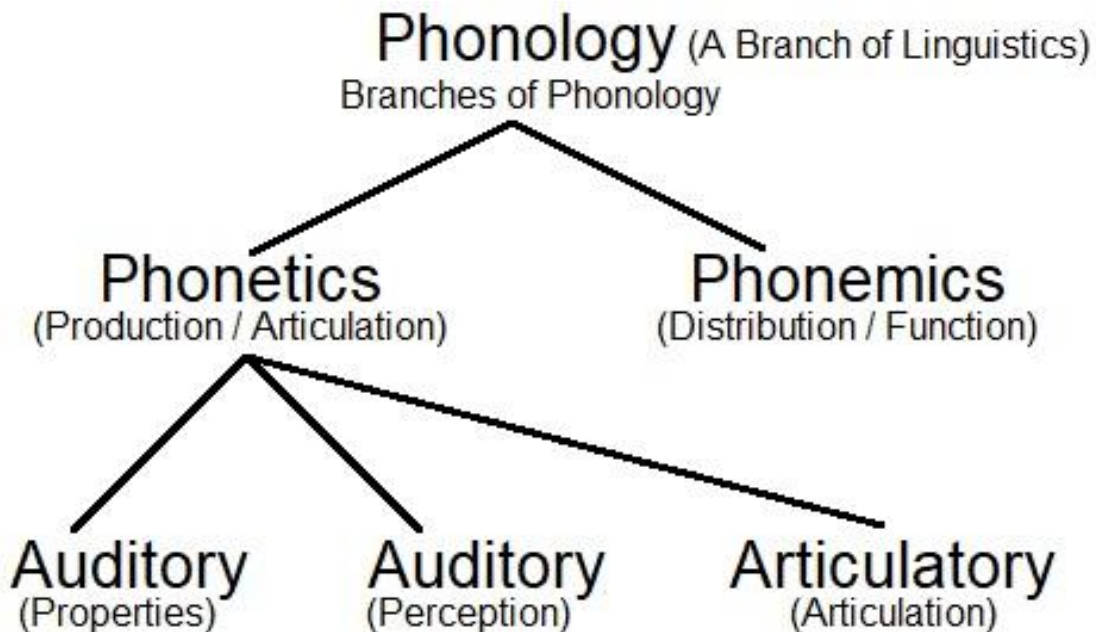 Phonology (A Branch of Linguistics)
Branches of Phonology
Phonetics Phonemics
(Production / Articulation) (Distribution / Function)
Auditory Auditory Articulatory
(Properties) (Perception) (Articulation)